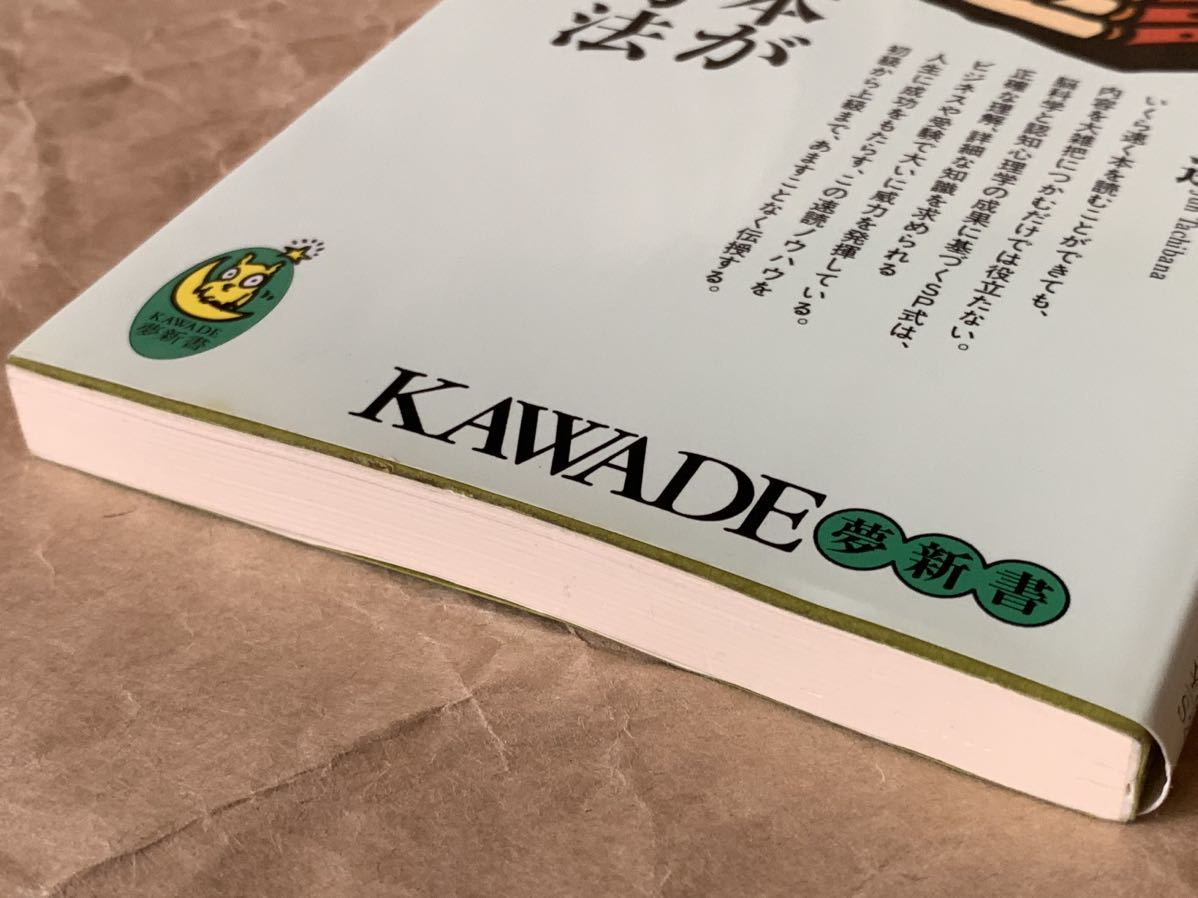 本が
法
Tachibana
いくら速く本を読むことができても、
内容を大雑把につかむだけでは役立たない。
脳科学と認知心理学の成果に基づくSP式は、
正確な理解、詳細な知識を求められる
ビジネスや受験で大いに威力を発揮している。
人生に成功をもたらす、この速読ノウハウを
初級から上級まで、あますことなく伝授する。
KAWADE
夢新書
KAWADE夢新書